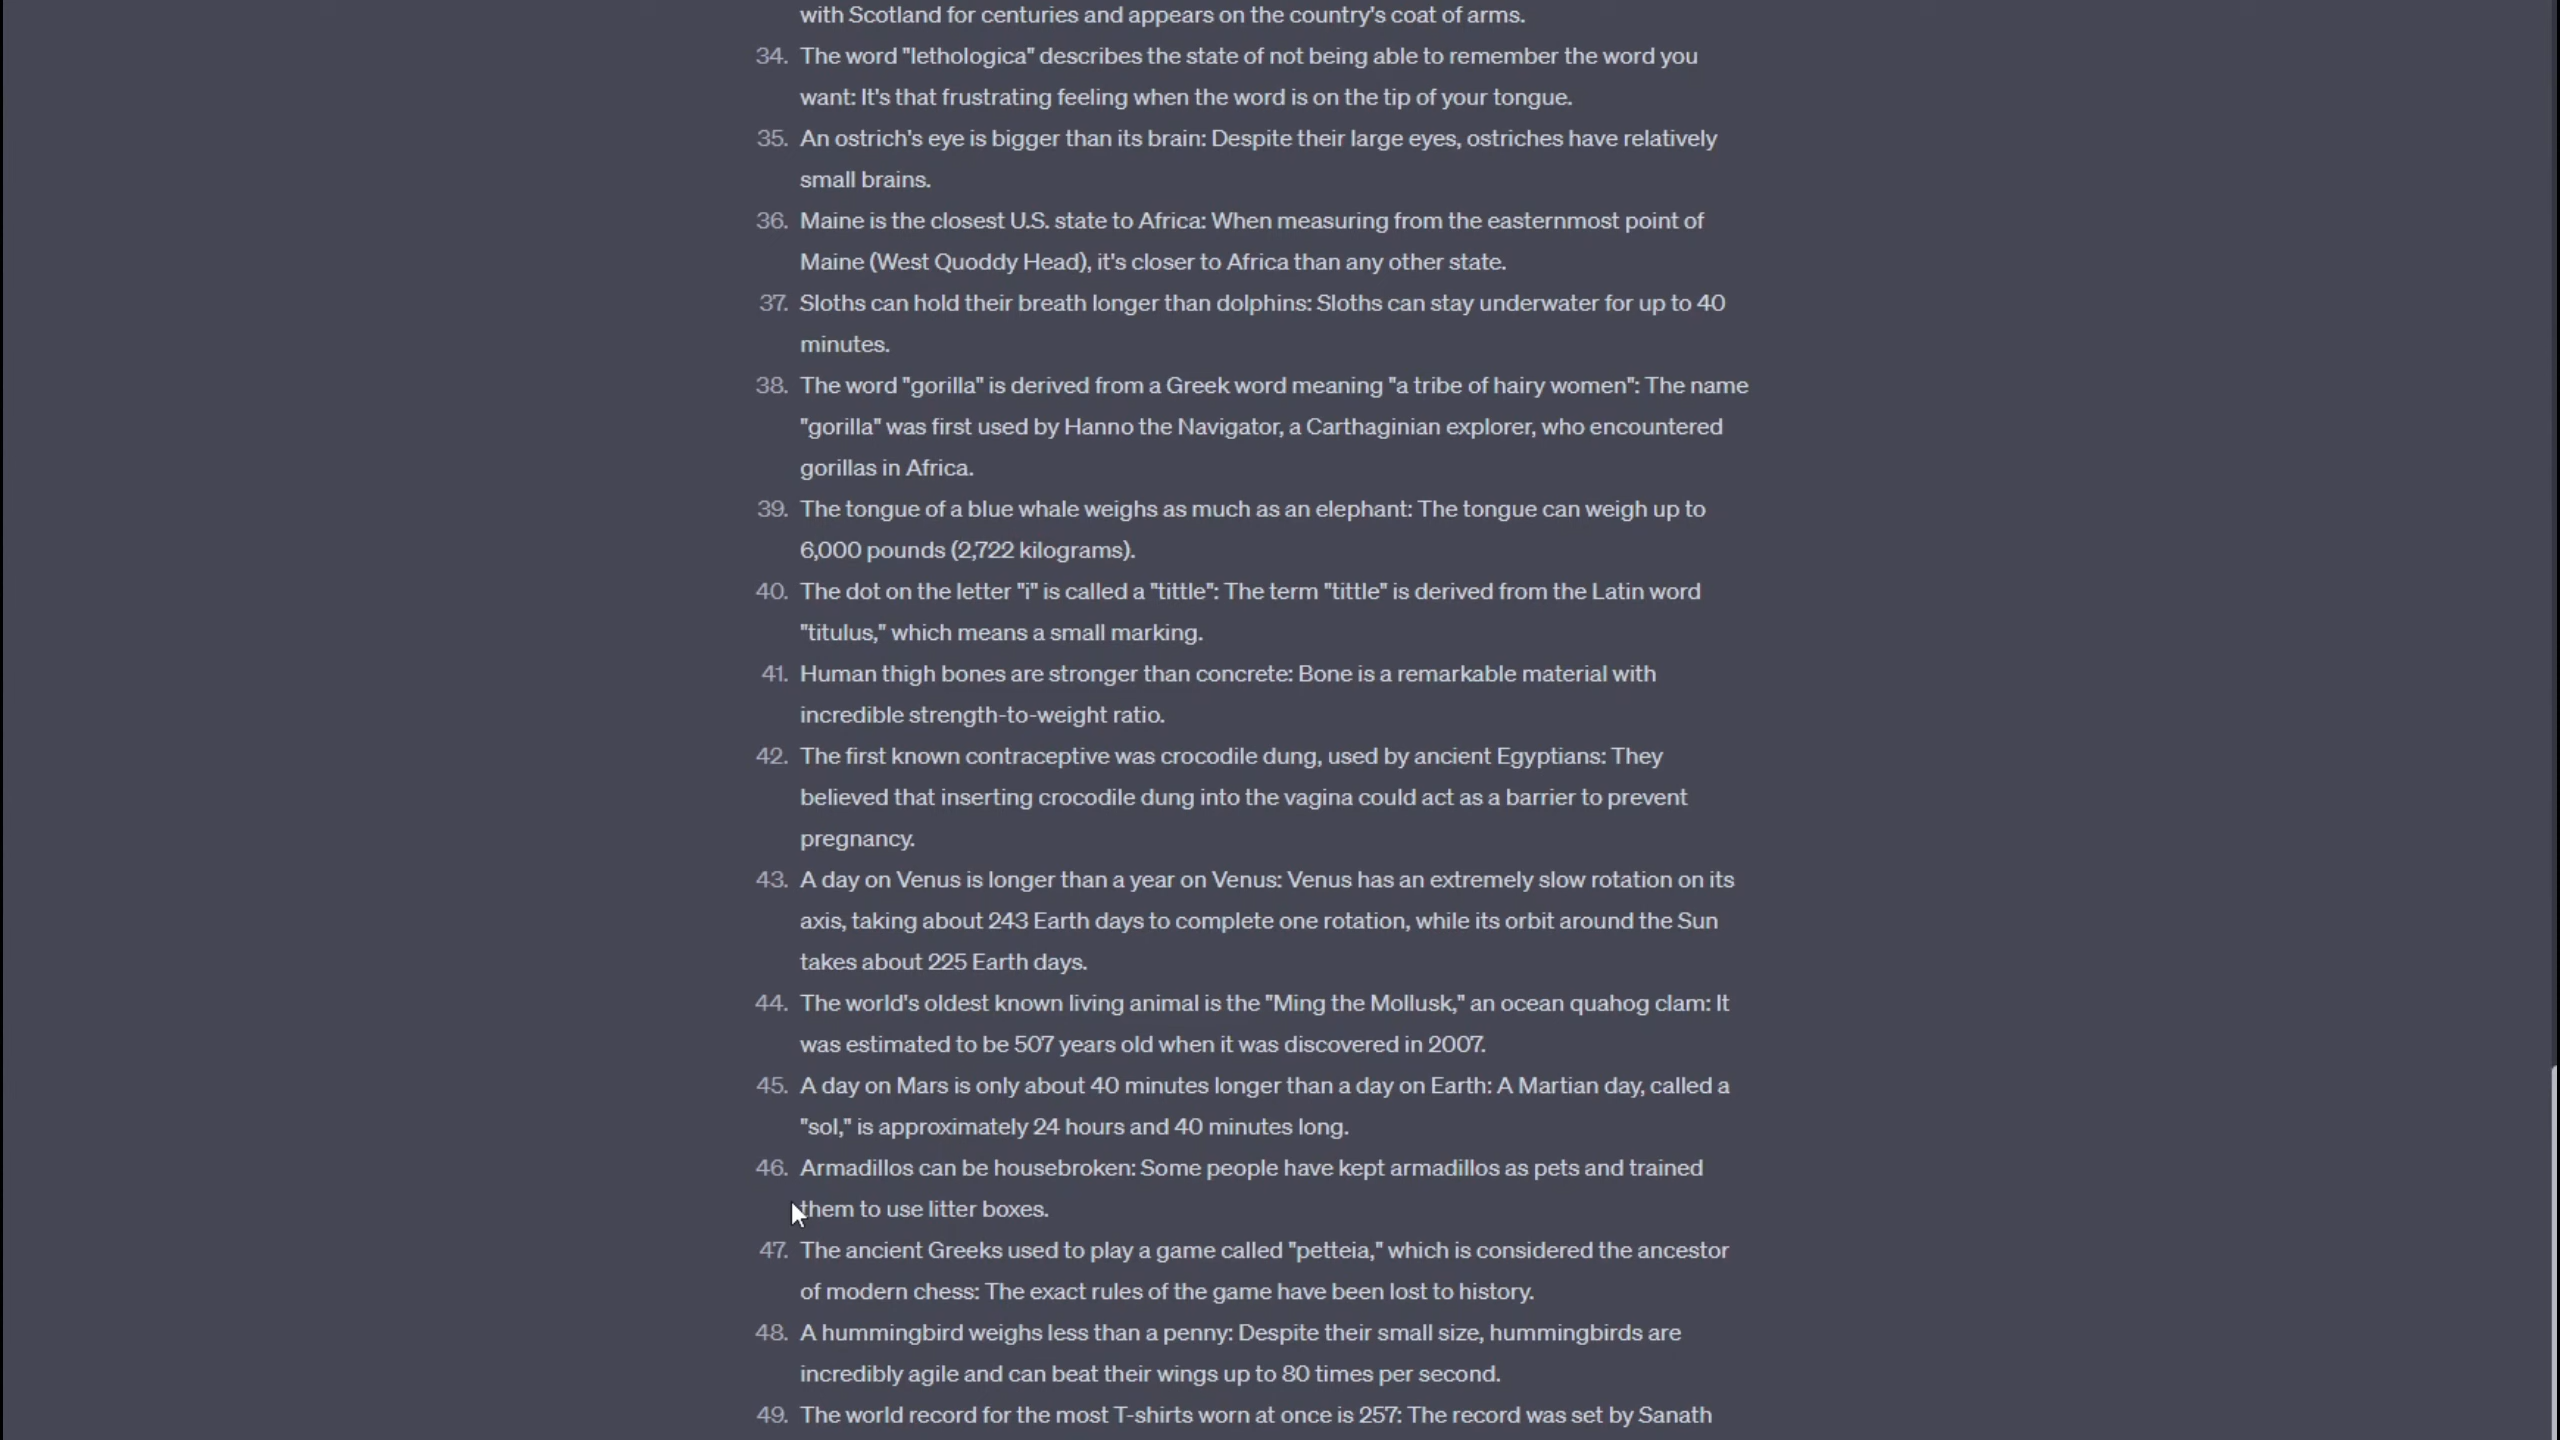 with Scotland for centuries and appears on the country's coat of arms.
34. The word "lethologica" describes the state of not being able to remember the word you
want: It's that frustrating feeling when the word is on the tip of your tongue.
35. An ostrich's eye is bigger than its brain: Despite their large eyes, ostriches have relatively
small brains.
36. Maine is the closest U.S. state to Africa: When measuring from the easternmost point of
Maine (West Quoddy Head), it's closer to Africa than any other state.
37. Sloths can hold their breath longer than dolphins: Sloths can stay underwater for up to 40
minutes.
38. The word "gorilla" is derived from a Greek word meaning "a tribe of hairy women": The name
"gorilla" was first used by Hanno the Navigator, a Carthaginian explorer, who encountered
gorillas in Africa.
39. The tongue of a blue whale weighs as much as an elephant: The tongue can weigh up to
6,000 pounds (2,722 kilograms).
40. The dot on the letter "i" is called a "tittle": The term "tittle" is derived from the Latin word
"titulus," which means a small marking.
41. Human thigh bones are stronger than concrete: Bone is a remarkable material with
incredible strength-to-weight ratio.
42. The first known contraceptive was crocodile dung, used by ancient Egyptians: They
believed that inserting crocodile dung into the vagina could act as a barrier to prevent
pregnancy.
43. A day on Venus is longer than a year on Venus: Venus has an extremely slow rotation on its
axis, taking about 243 Earth days to complete one rotation, while its orbit around the Sun
takes about 225 Earth days.
44. The world's oldest known living animal is the "Ming the Mollusk," an ocean quahog clam: It
was estimated to be 507 years old when it was discovered in 2007.
45. A day on Mars is only about 40 minutes longer than a day on Earth: A Martian day, called a
"sol," is approximately 24 hours and 40 minutes long.
46. Armadillos can be housebroken: Some people have kept armadillos as pets and trained
them to use litter boxes.
47. The ancient Greeks used to play a game called "petteia," which is considered the ancestor
of modern chess: The exact rules of the game have been lost to history.
48. A hummingbird weighs less than a penny: Despite their small size, hummingbirds are
incredibly agile and can beat their wings up to 80 times per second.
49. The world record for the most T-shirts worn at once is 257: The record was set by Sanath